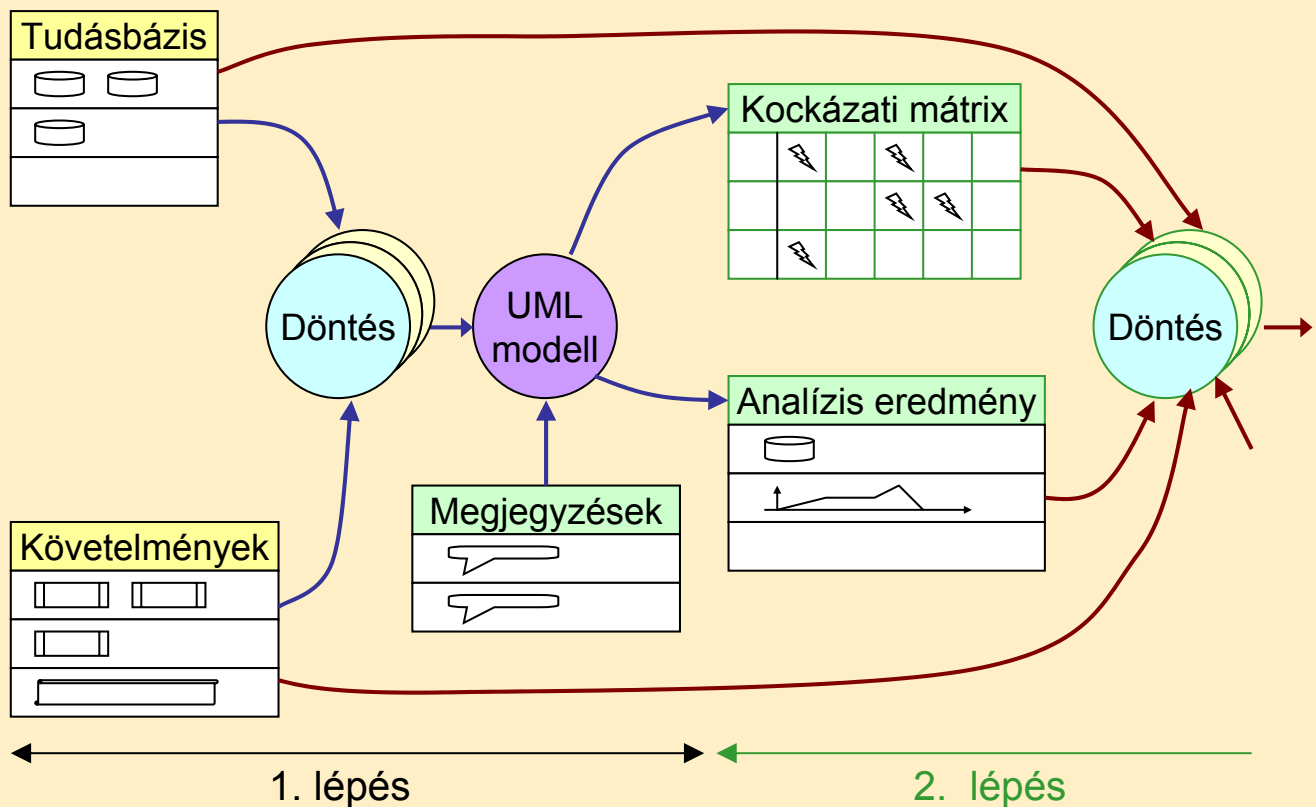 Tudásbázis
Kockázati mátrix
Döntés
UML
modell
Döntés
Analízis eredmény
Megjegyzések
Követelmények
1. lépés
2. lépés